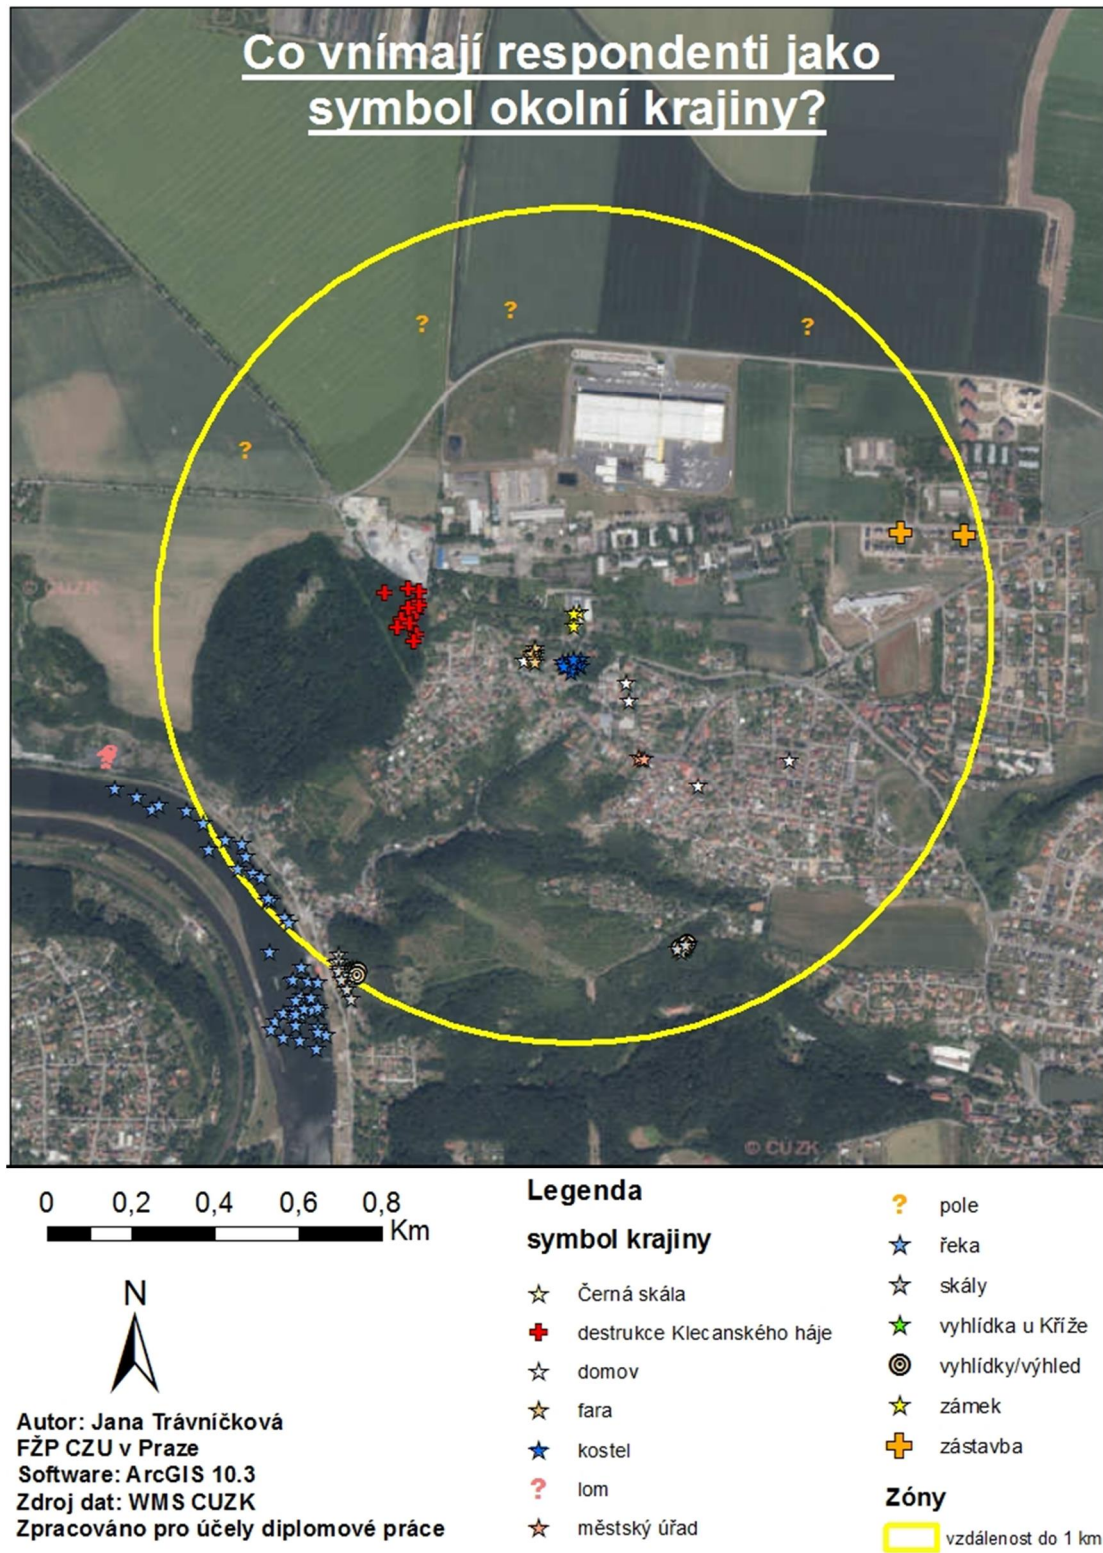 Co vnímají respondenti jako
symbol okolní krajiny?
© CUZK
© CUZK
0 0,2 0,4 0,6 0,8
Km
N
Autor: Jana Trávníčková
FŽP CZU v Praze
Software: ArcGIS 10.3
Zdroj dat: WMS CUZK
Zpracováno pro účely diplomové práce
Legenda
symbol krajiny
Černá skála
destrukce Klecanského háje
domov
fara
kostel
? lom
městský úřad
? pole
řeka
skály
vyhlídka u Kříže
vyhlídky/výhled
zámek
zástavba
Zóny
vzdálenost do 1 km